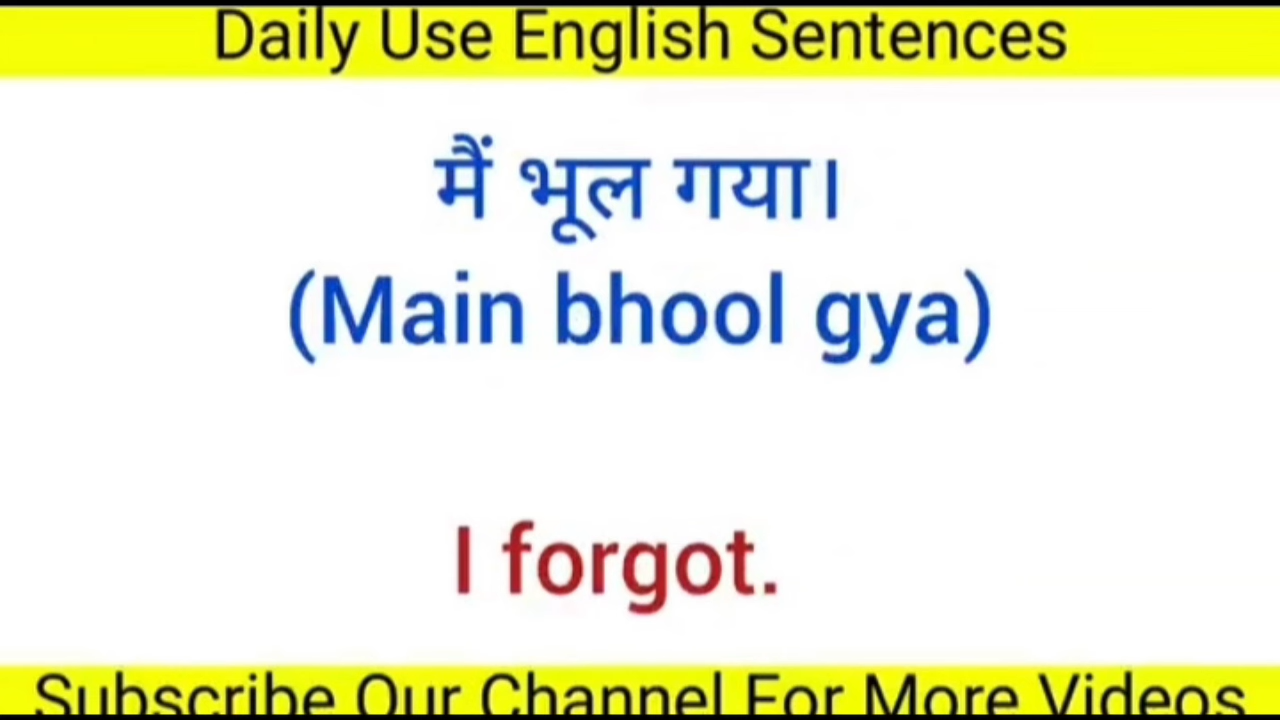 Daily Use English Sentences
मैं भूल गया।
(Main bhool gya)
I forgot.
Subscribe Our Channel For More Videos